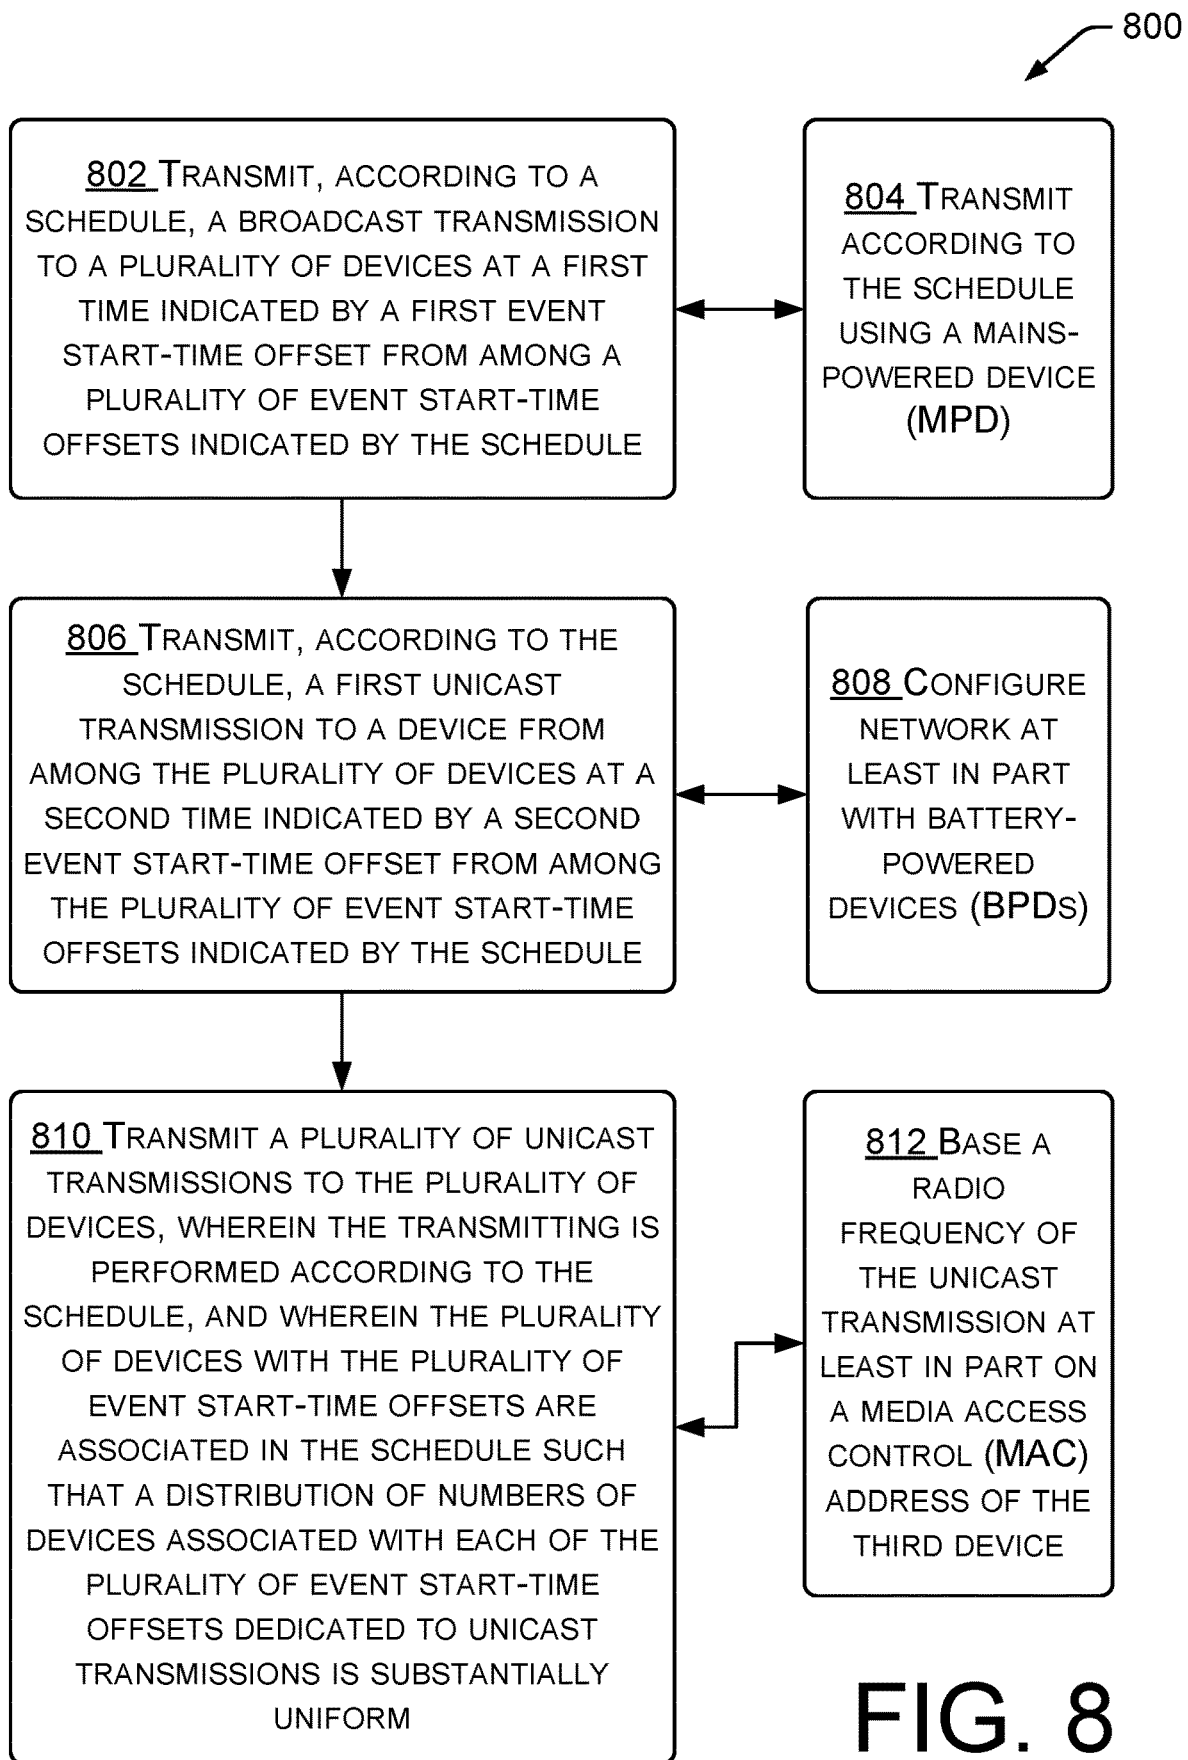 800
802 TRANSMIT, ACCORDING TO A
SCHEDULE, A BROADCAST TRANSMISSION
TO A PLURALITY OF DEVICES AT A FIRST
TIME INDICATED BY A FIRST EVENT
START-TIME OFFSET FROM AMONG A
PLURALITY OF EVENT START-TIME
OFFSETS INDICATED BY THE SCHEDULE
804 TRANSMIT
ACCORDING TO
THE SCHEDULE
USING A MAINS-
POWERED DEVICE
(MPD)
806 TRANSMIT, ACCORDING TO THE
SCHEDULE, A FIRST UNICAST
TRANSMISSION TO A DEVICE FROM
AMONG THE PLURALITY OF DEVICES AT A
SECOND TIME INDICATED BY A SECOND
EVENT START-TIME OFFSET FROM AMONG
THE PLURALITY OF EVENT START-TIME
OFFSETS INDICATED BY THE SCHEDULE
808 CONFIGURE
NETWORK AT
LEAST IN PART
WITH BATTERY-
POWERED
DEVICES (BPDS)
810 TRANSMIT A PLURALITY OF UNICAST
TRANSMISSIONS TO THE PLURALITY OF
DEVICES, WHEREIN THE TRANSMITTING IS
PERFORMED ACCORDING TO THE
SCHEDULE, AND WHEREIN THE PLURALITY
OF DEVICES WITH THE PLURALITY OF
EVENT START-TIME OFFSETS ARE
ASSOCIATED IN THE SCHEDULE SUCH
THAT A DISTRIBUTION OF NUMBERS OF
DEVICES ASSOCIATED WITH EACH OF THE
PLURALITY OF EVENT START-TIME
OFFSETS DEDICATED TO UNICAST
TRANSMISSIONS IS SUBSTANTIALLY
UNIFORM
812 BASE A
RADIO
FREQUENCY OF
THE UNICAST
TRANSMISSION AT
LEAST IN PART ON
A MEDIA ACCESS
CONTROL (MAC)
ADDRESS OF THE
THIRD DEVICE
FIG. 8